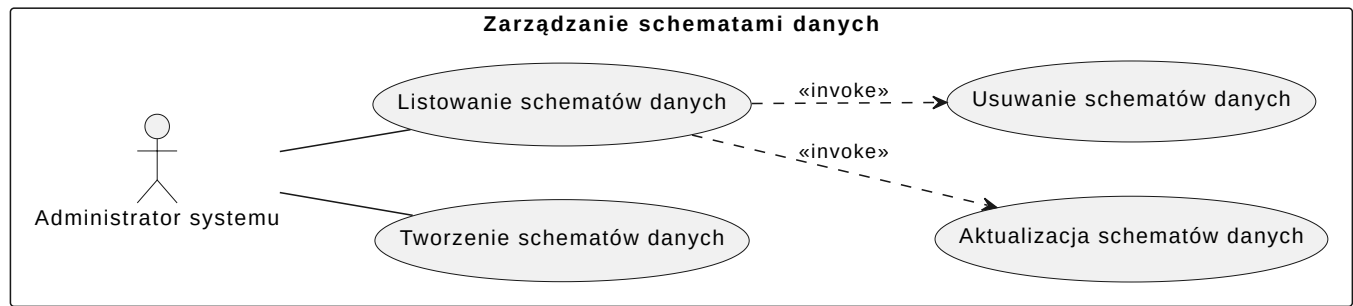 Zarządzanie schematami danych
Listowanie schematów danych
«invoke»
Usuwanie schematów danych
«invoke»
Administrator systemu
Tworzenie schematów danych
Aktualizacja schematów danych